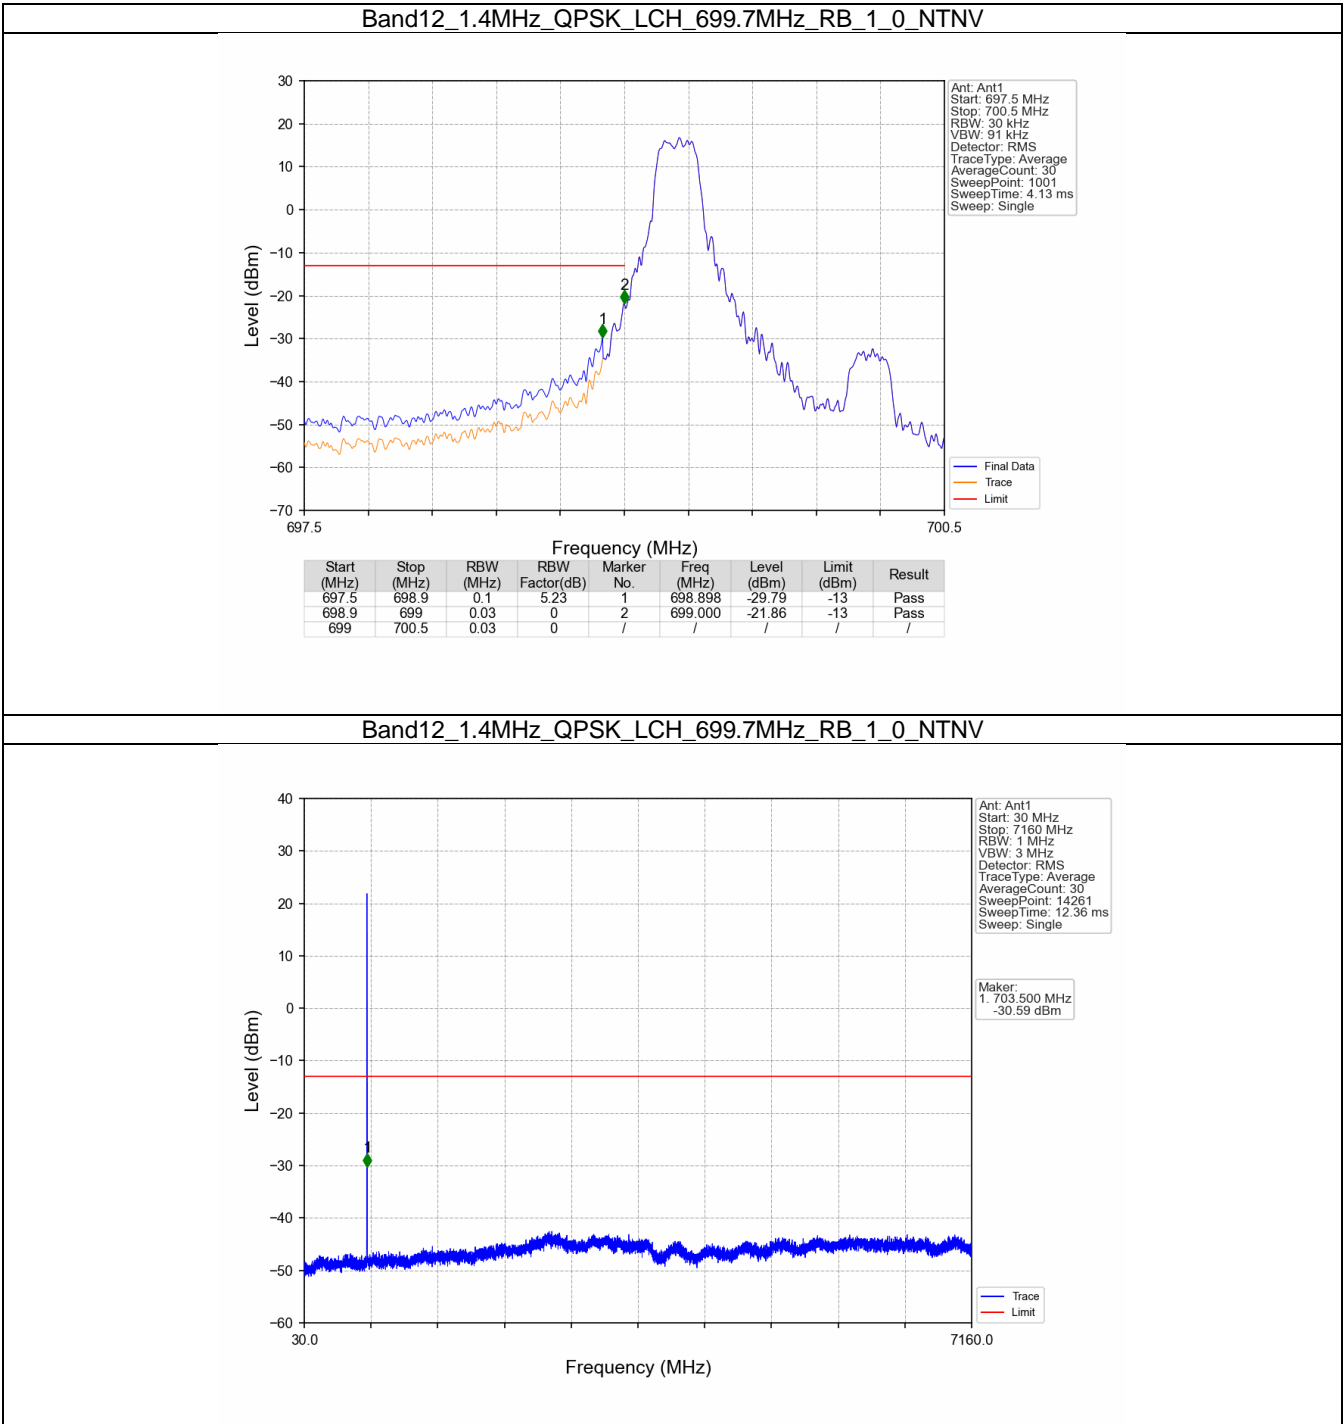 Band12_1.4MHz_QPSK_LCH_699.7MHz_RB_1_0_NTNV
30
20
10
0
−10
−20
−30
−40
−50
−60
−70
Level (dBm)
1
2
697.5
700.5
Frequency (MHz)
Ant: Ant1
Start: 697.5 MHz
Stop: 700.5 MHz
RBW: 30 kHz
VBW: 91 kHz
Detector: RMS
TraceType: Average
AverageCount: 30
SweepPoint: 1001
SweepTime: 4.13 ms
Sweep: Single
Final Data
Trace
Limit
Start (MHz) Stop (MHz) RBW (MHz) RBW Factor(dB) Marker No. Freq (MHz) Level (dBm) Limit (dBm) Result
697.5 698.9 0.1 5.23 1 698.898 -29.79 -13 Pass
698.9 699 0.03 0 2 699.000 -21.86 -13 Pass
699 700.5 0.03 0 / / / / /
Band12_1.4MHz_QPSK_LCH_699.7MHz_RB_1_0_NTNV
40
30
20
10
0
−10
−20
−30
−40
−50
−60
Level (dBm)
1
30.0
7160.0
Frequency (MHz)
Ant: Ant1
Start: 30 MHz
Stop: 7160 MHz
RBW: 1 MHz
VBW: 3 MHz
Detector: RMS
TraceType: Average
AverageCount: 30
SweepPoint: 14261
SweepTime: 12.36 ms
Sweep: Single
Maker:
1. 703.500 MHz
-30.59 dBm
Trace
Limit